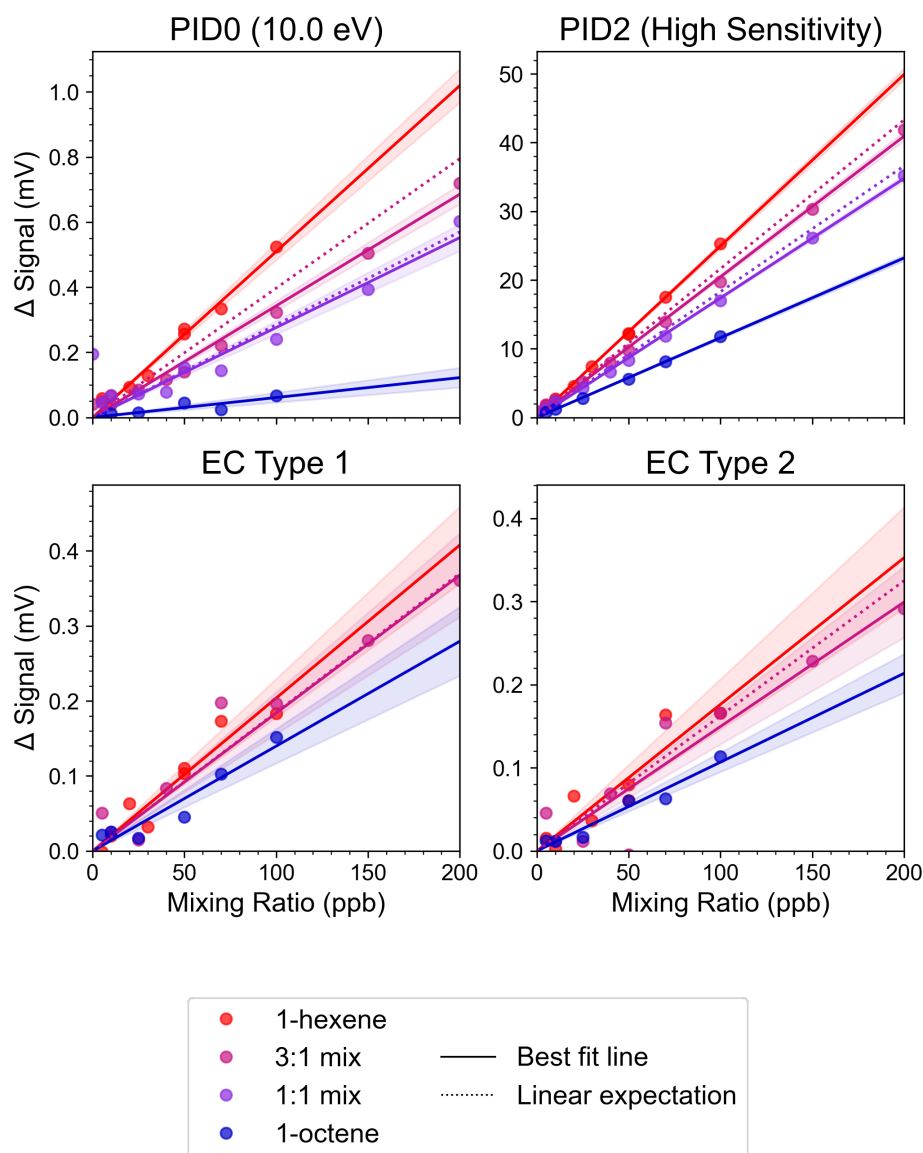 PID0 (10.0 eV)
PID2 (High Sensitivity)
Δ Signal (mV)
1.0
0.8
0.6
0.4
0.2
0.0
50
40
30
20
10
0
EC Type 1
EC Type 2
Δ Signal (mV)
0.4
0.3
0.2
0.1
0.0
0 50 100 150 200
Mixing Ratio (ppb)
0.4
0.3
0.2
0.1
0.0
0 50 100 150 200
Mixing Ratio (ppb)
1-hexene
3:1 mix
1:1 mix
1-octene
Best fit line
Linear expectation